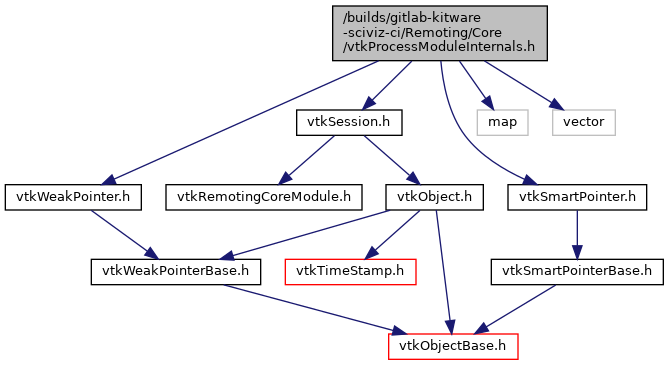 /builds/gitlab-kitware
-sciviz-ci/Remoting/Core
/vtkProcessModuleInternals.h
vtkSession.h
map
vector
vtkWeakPointer.h
vtkRemotingCoreModule.h
vtkObject.h
vtkSmartPointer.h
vtkWeakPointerBase.h
vtkTimeStamp.h
vtkSmartPointerBase.h
vtkObjectBase.h